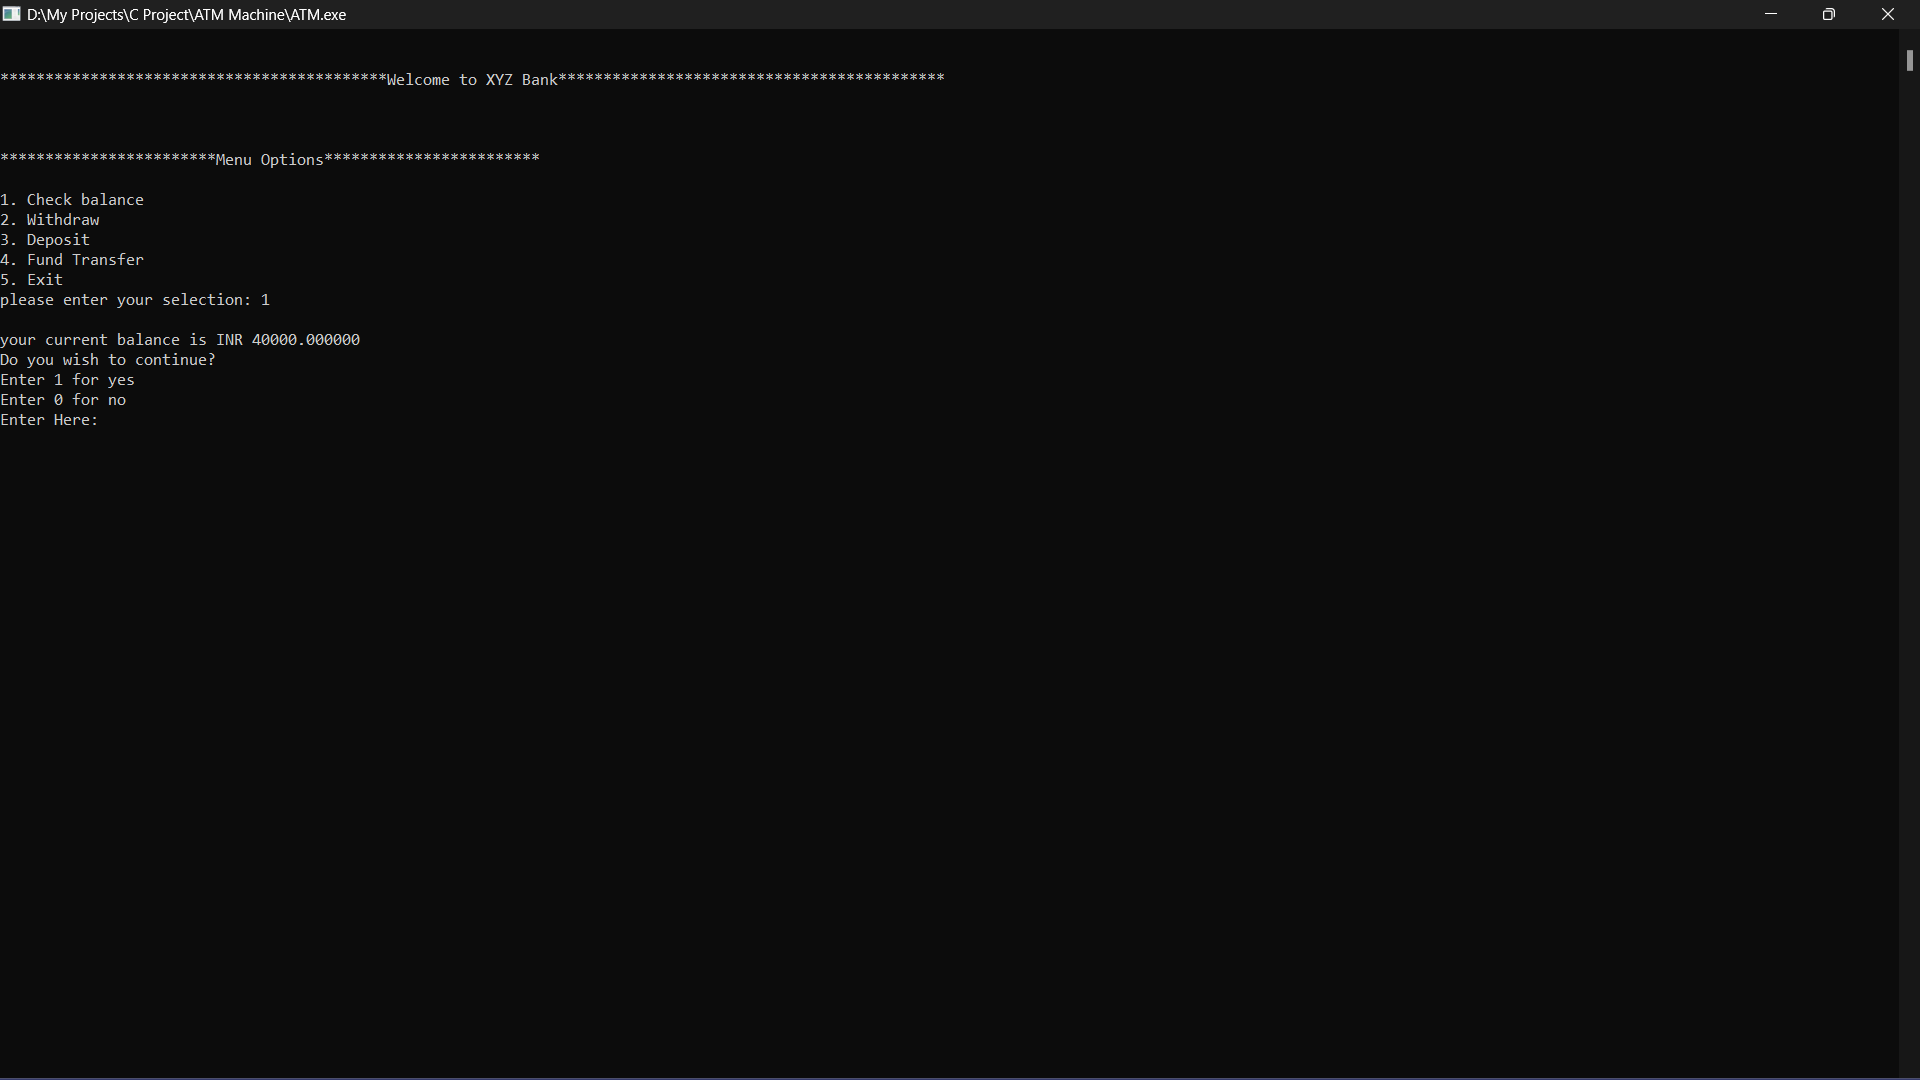 D:\My Projects\C Project\ATM Machine\ATM.exe
*******************************************Welcome to XYZ Bank*******************************************
************************Menu Options************************
1. Check balance
2. Withdraw
3. Deposit
4. Fund Transfer
5. Exit
please enter your selection: 1
your current balance is INR 40000.000000
Do you wish to continue?
Enter 1 for yes
Enter 0 for no
Enter Here: